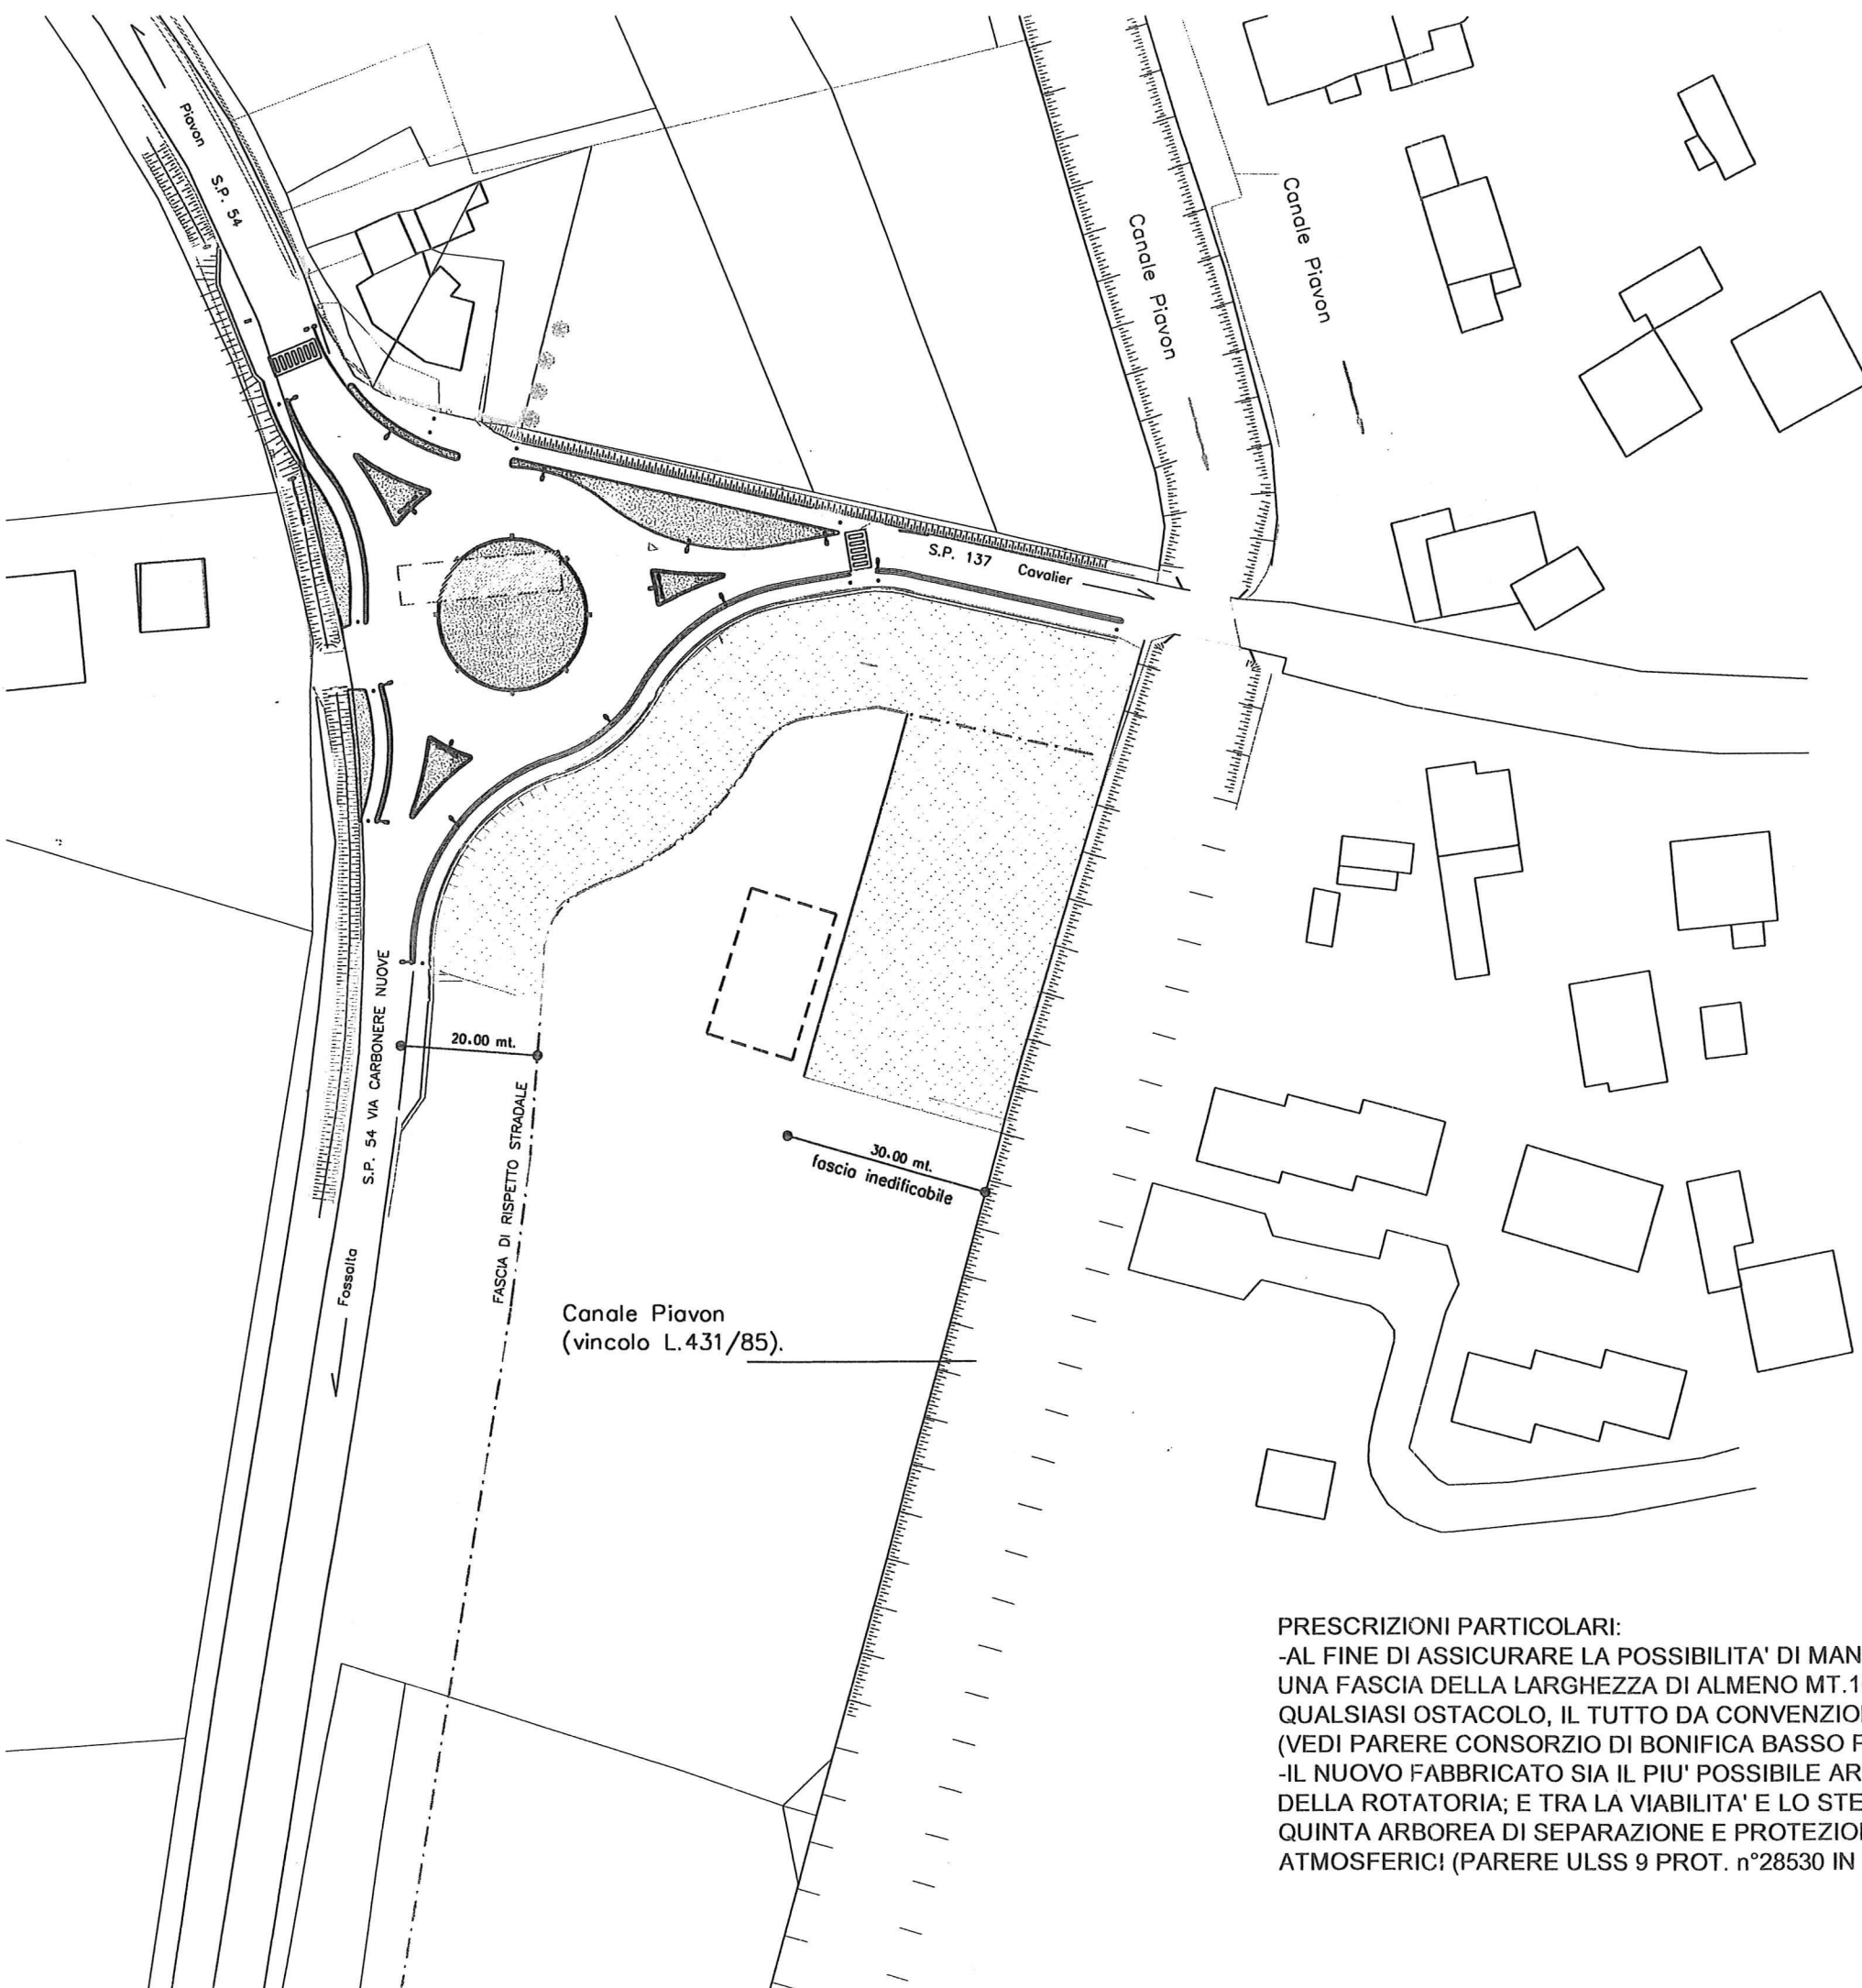 Piavon
S.P. 54
Canale Piavon
Canale Piavon
S.P. 137
Cavalier
20.00 mt.
S.P. 54 VIA CARBONERE NUOVE
FASCIA DI RISPETTO STRADALE
30.00 mt.
fascia inedificabile
Fossalta
Canale Piavon
(vincolo L.431/85).
PRESCRIZIONI PARTICOLARI:
-AL FINE DI ASSICURARE LA POSSIBILITA' DI MAN
UNA FASCIA DELLA LARGHEZZA DI ALMENO MT.1
QUALSIASI OSTACOLO, IL TUTTO DA CONVENZIO
(VEDI PARERE CONSORZIO DI BONIFICA BASSO
-IL NUOVO FABBRICATO SIA IL PIU' POSSIBILE AR
DELLA ROTATORIA; E TRA LA VIABILITA' E LO STE
QUINTA ARBOREA DI SEPARAZIONE E PROTEZIO
ATMOSFERICI (PARERE ULSS 9 PROT. n°28530 IN